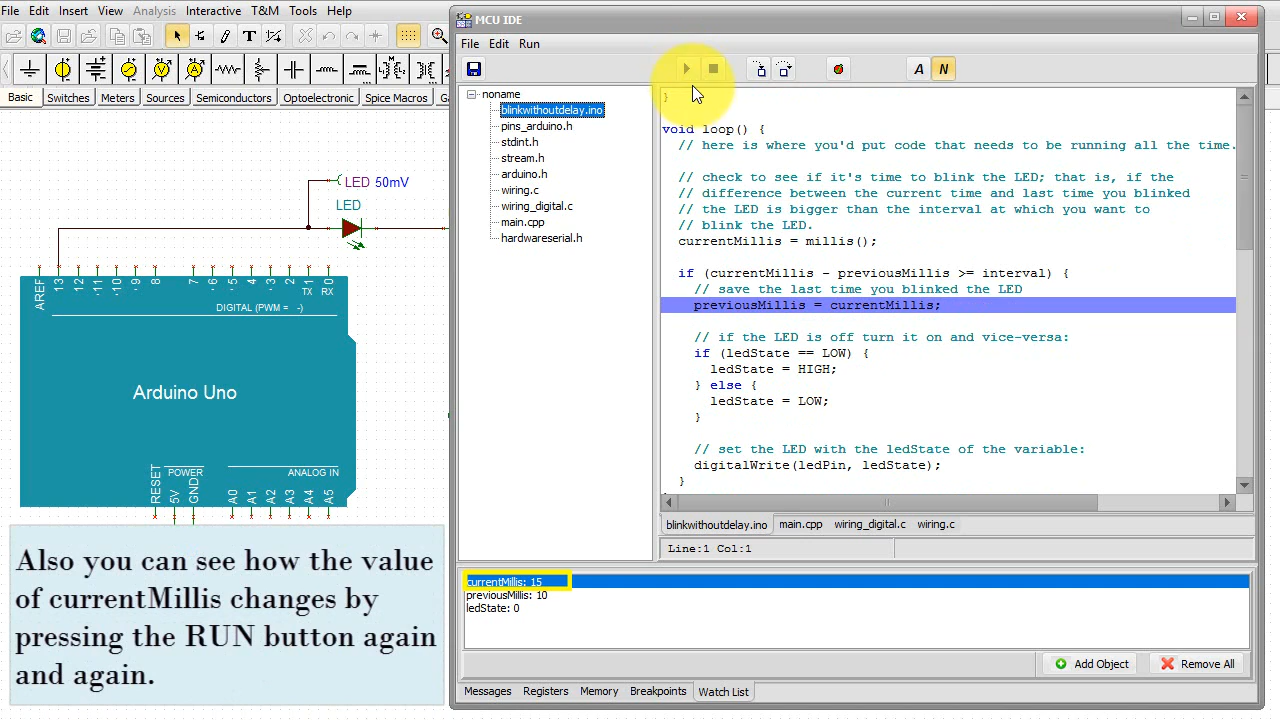 File Edit Insert View Analysis Interactive T&M Tools Help
MCU IDE
File Edit Run
A N
Basic Switches Meters Sources Semiconductors Optoelectronics Spice Macros
noname
blinkwithoutdelay.ino
pins_arduino.h
stdint.h
stream.h
arduino.h
wiring.c
wiring_digital.c
main.cpp
hardwareserial.h
}
void loop() {
// here is where you'd put code that needs to be running all the time.
// check to see if it's time to blink the LED; that is, if the
// difference between the current time and last time you blinked
// the LED is bigger than the interval at which you want to
// blink the LED.
currentMillis = millis();
if (currentMillis - previousMillis >= interval) {
// save the last time you blinked the LED
previousMillis = currentMillis;
// if the LED is off turn it on and vice-versa:
if (ledState == LOW) {
ledState = HIGH;
} else {
ledState = LOW;
}
// set the LED with the ledState of the variable:
digitalWrite(ledPin, ledState);
}
blinkwithoutdelay.ino main.cpp wiring_digital.c wiring.c
Line:1 Col:1
LED 50mV
LED
AREF 13 12 11 10 9 8 7 6 5 4 3 2 1 0
TX RX
DIGITAL (PWM = -)
Arduino Uno
POWER ANALOG IN
RESET 5V GND A0 A1 A2 A3 A4 A5
Also you can see how the value
of currentMillis changes by
pressing the RUN button again
and again.
currentMillis: 15
previousMillis: 10
ledState: 0
Add Object Remove All
Messages Registers Memory Breakpoints Watch List